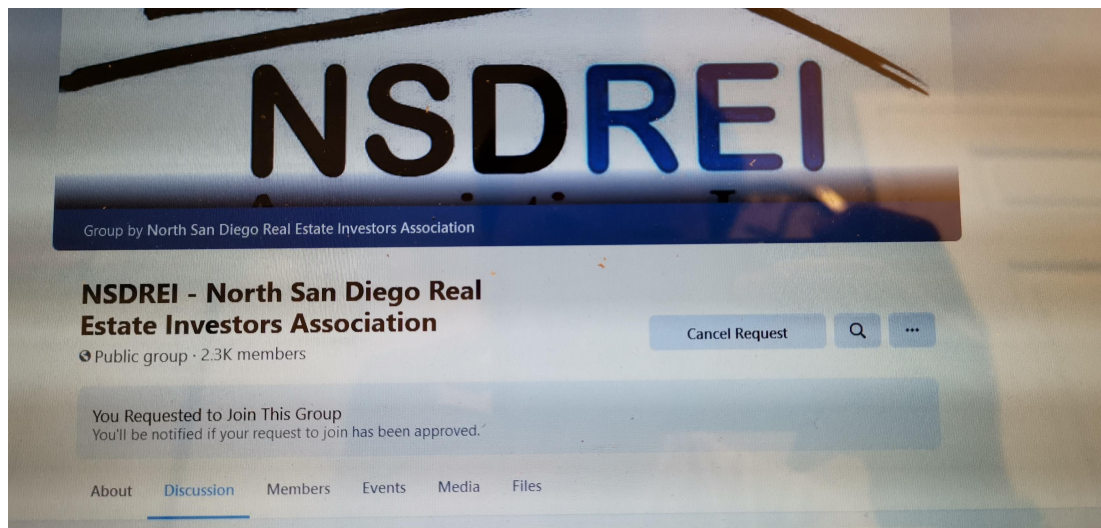 NSDREI
Group by North San Diego Real Estate Investors Association
NSDREI - North San Diego Real
Estate Investors Association
Public group · 2.3K members
Cancel Request
You Requested to Join This Group
You'll be notified if your request to join has been approved.
About Discussion Members Events Media Files